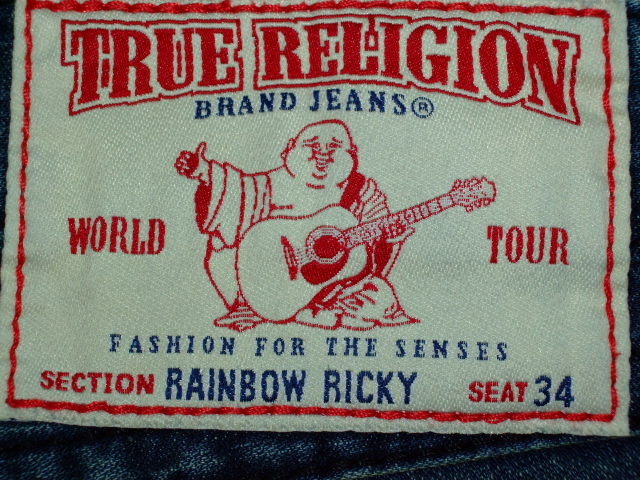 TRUE RELIGION
BRAND JEANS®
WORLD TOUR
FASHION FOR THE SENSES
SECTION RAINBOW RICKY SEAT 34